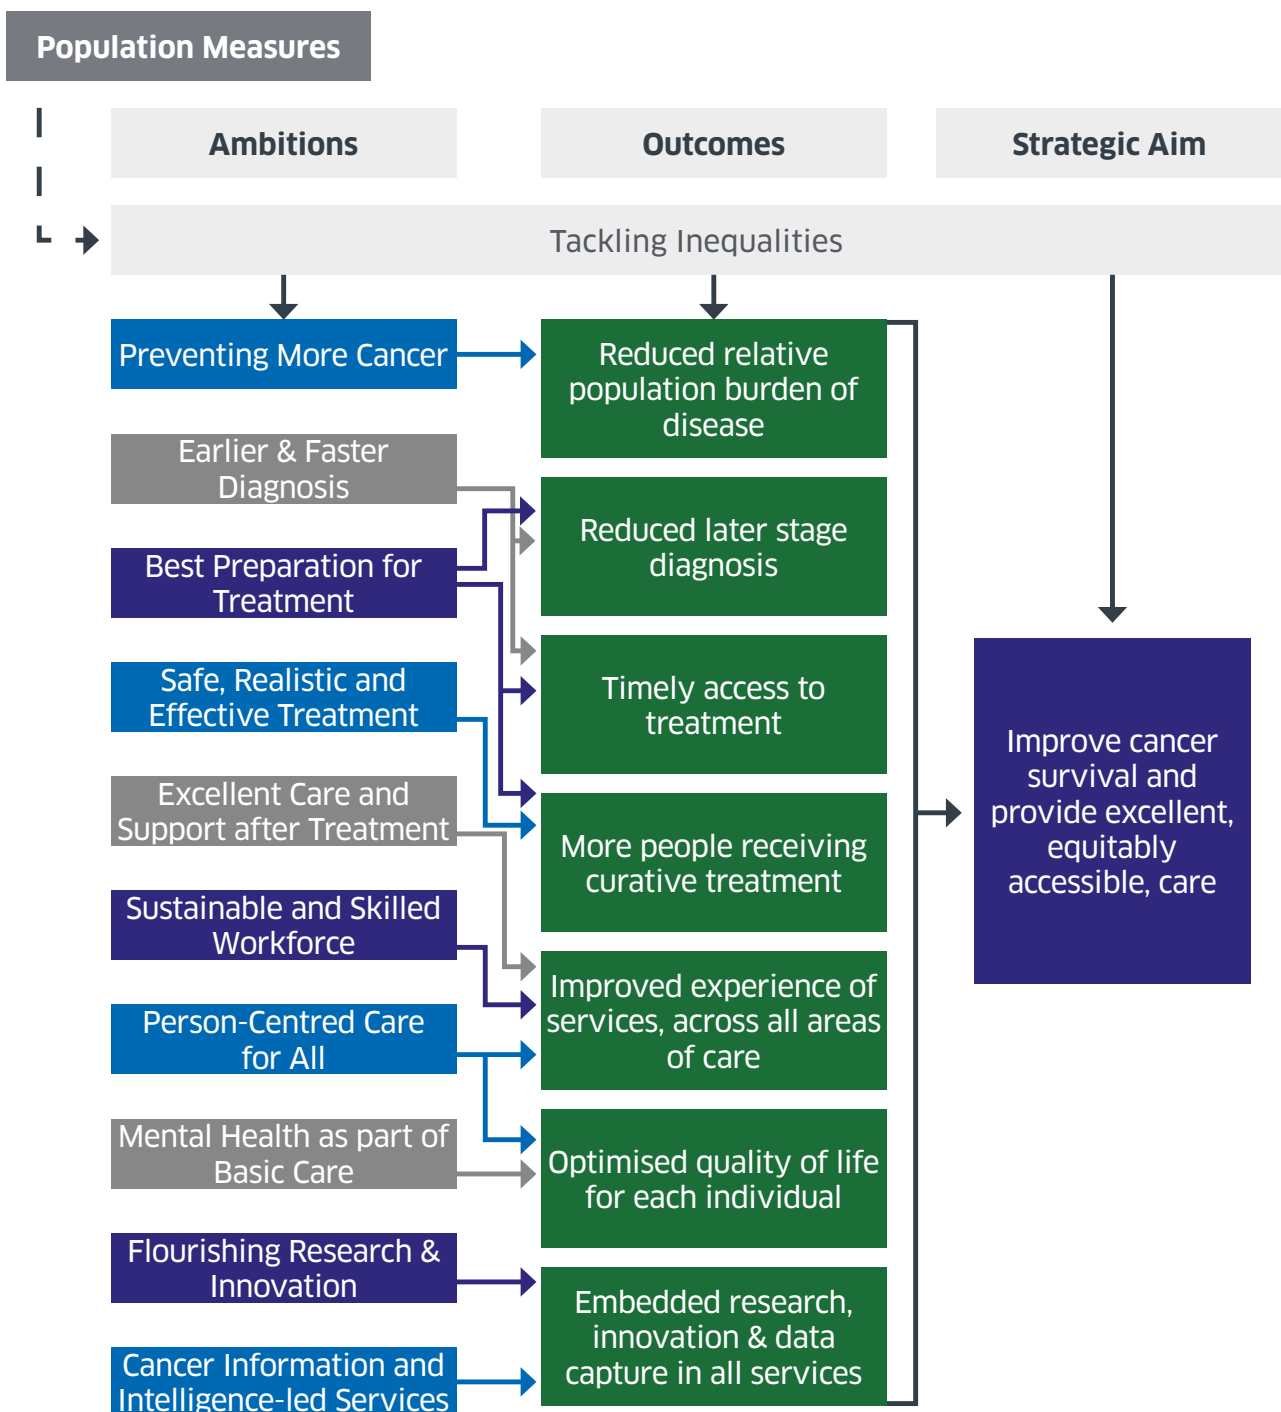 Population Measures
Ambitions
Outcomes
Strategic Aim
Tackling Inequalities
Preventing More Cancer
Earlier & Faster
Diagnosis
Best Preparation for
Treatment
Safe, Realistic and
Effective Treatment
Excellent Care and
Support after Treatment
Sustainable and Skilled
Workforce
Person-Centred Care
for All
Mental Health as part of
Basic Care
Flourishing Research &
Innovation
Cancer Information and
Intelligence-led Services
Reduced relative
population burden of
disease
Reduced later stage
diagnosis
Timely access to
treatment
More people receiving
curative treatment
Improved experience of
services, across all areas
of care
Optimised quality of life
for each individual
Embedded research,
innovation & data
capture in all services
Improve cancer
survival and
provide excellent,
equitably
accessible, care